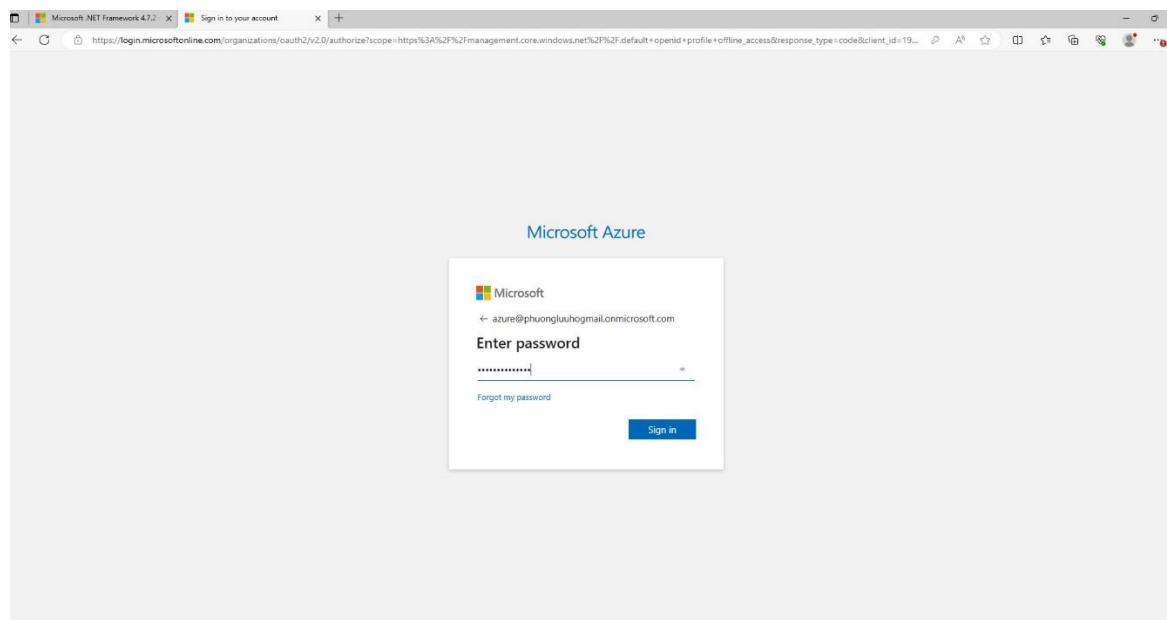 Microsoft .NET Framework 4.7.2
Sign in to your account
https://login.microsoftonline.com/organizations/oauth2/v2.0/authorize?scope=https%3A%2F%2Fmanagement.core.windows.net%2F%2F.default+openid+profile+offline_access&response_type=code&client_id=19...
Microsoft Azure
Microsoft
← azure@phuongluuhogmail.onmicrosoft.com
Enter password
••••••••••••••
Forgot my password
Sign in